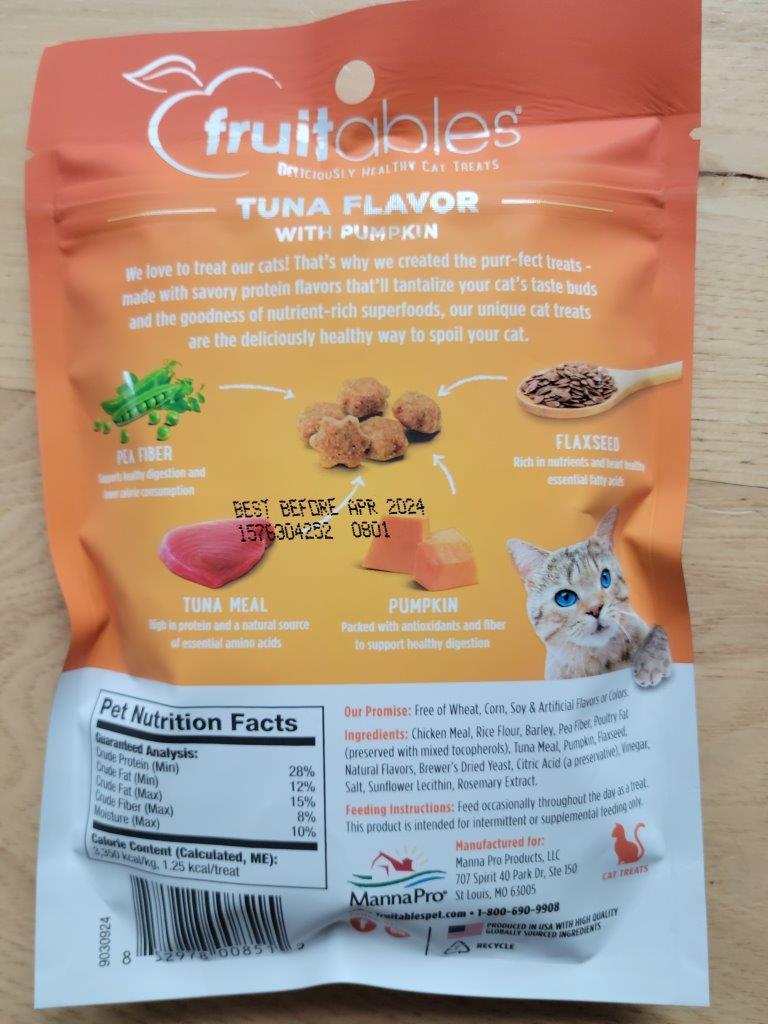 fruitables®
DELICIOUSLY HEALTHY CAT TREATS
TUNA FLAVOR
WITH PUMPKIN
We love to treat our cats! That's why we created the purr-fect treats -
made with savory protein flavors that'll tantalize your cat's taste buds
and the goodness of nutrient-rich superfoods, our unique cat treats
are the deliciously healthy way to spoil your cat.
PEA FIBER
Supports healthy digestion and
lower calorie consumption
FLAXSEED
Rich in nutrients and heart healthy
essential fatty acids
BEST BEFORE APR 2024
1576304252 0801
TUNA MEAL
High in protein and a natural source
of essential amino acids
PUMPKIN
Packed with antioxidants and fiber
to support healthy digestion
Pet Nutrition Facts
Guaranteed Analysis:
Crude Protein (Min) 28%
Crude Fat (Min) 12%
Crude Fat (Max) 15%
Crude Fiber (Max) 8%
Moisture (Max) 10%
Calorie Content (Calculated, ME):
3,350 kcal/kg, 1.25 kcal/treat
Our Promise: Free of Wheat, Corn, Soy & Artificial Flavors or Colors.
Ingredients: Chicken Meal, Rice Flour, Barley, Pea Fiber, Poultry Fat
(preserved with mixed tocopherols), Tuna Meal, Pumpkin, Flaxseed,
Natural Flavors, Brewer's Dried Yeast, Citric Acid (a preservative), Vinegar,
Salt, Sunflower Lecithin, Rosemary Extract.
Feeding Instructions: Feed occasionally throughout the day as a treat.
This product is intended for intermittent or supplemental feeding only.
Manufactured for:
Manna Pro Products, LLC
707 Spirit 40 Park Dr, Ste 150
St Louis, MO 63005
MannaPro®
CAT TREATS
fruitablespet.com • 1-800-690-9908
PRODUCED IN USA WITH HIGH QUALITY
GLOBALLY SOURCED INGREDIENTS
RECYCLE
9030924
8